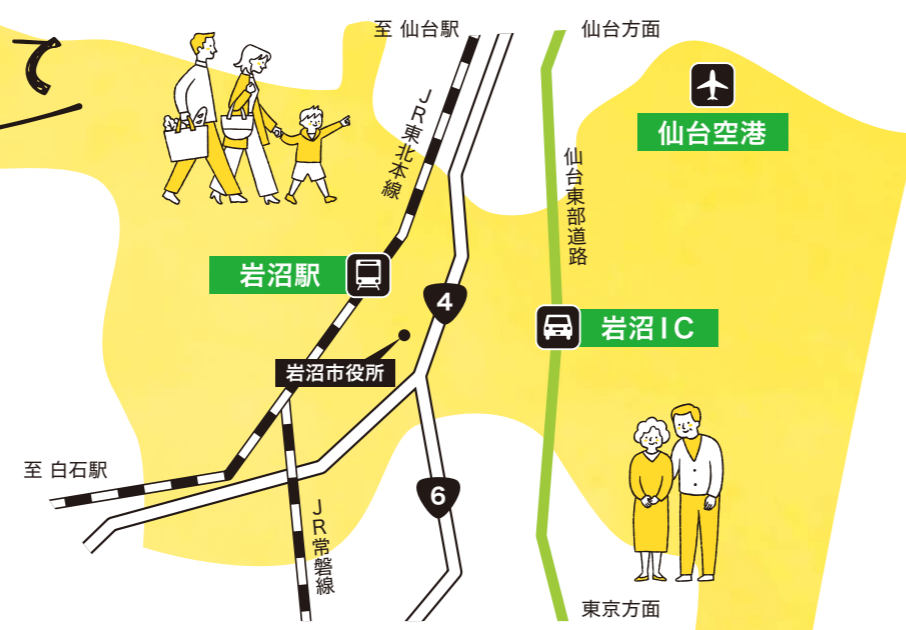 て
至 仙台駅
仙台方面
仙台空港
JR東北本線
仙台東部道路
岩沼駅
4
岩沼IC
岩沼市役所
至 白石駅
6
JR常磐線
東京方面